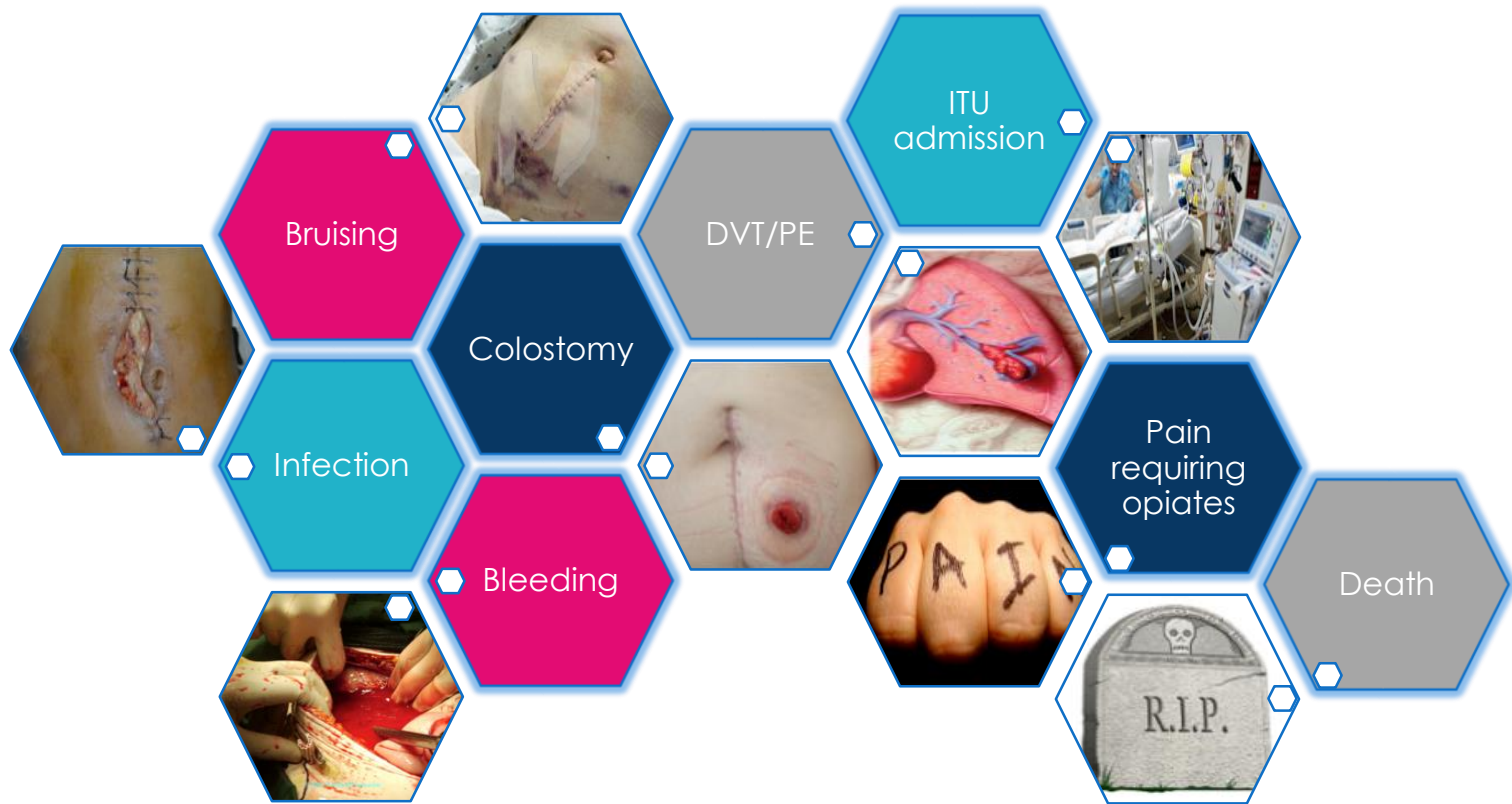 ITU
admission
Bruising
DVT/PE
Colostomy
Infection
Pain
requiring
opiates
Bleeding
PAIN
Death
R.I.P.